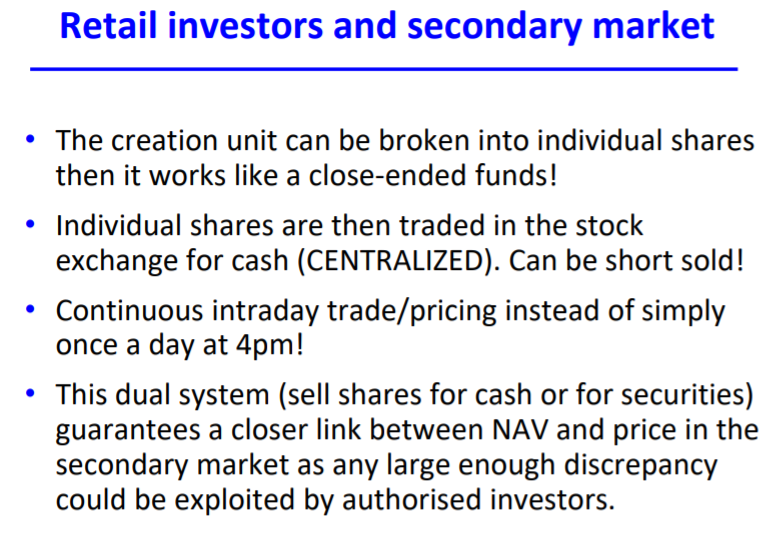 Retail investors and secondary market
• The creation unit can be broken into individual shares
then it works like a close-ended funds!
• Individual shares are then traded in the stock
exchange for cash (CENTRALIZED). Can be short sold!
• Continuous intraday trade/pricing instead of simply
once a day at 4pm!
• This dual system (sell shares for cash or for securities)
guarantees a closer link between NAV and price in the
secondary market as any large enough discrepancy
could be exploited by authorised investors.